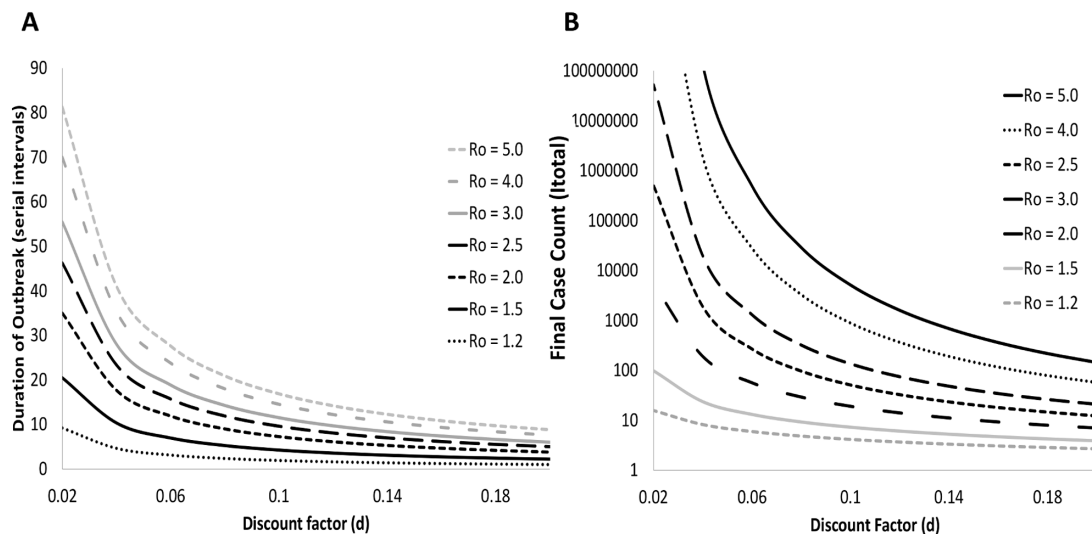 A
Duration of Outbreak (serial intervals)
90
80
70
60
50
40
30
20
10
0
0.02
0.06
0.1
0.14
0.18
Discount factor (d)
Ro = 5.0
Ro = 4.0
Ro = 3.0
Ro = 2.5
Ro = 2.0
Ro = 1.5
Ro = 1.2
B
Final Case Count (Itotal)
100000000
10000000
1000000
100000
10000
1000
100
10
1
0.02
0.06
0.1
0.14
0.18
Discount Factor (d)
Ro = 5.0
Ro = 4.0
Ro = 2.5
Ro = 3.0
Ro = 2.0
Ro = 1.5
Ro = 1.2